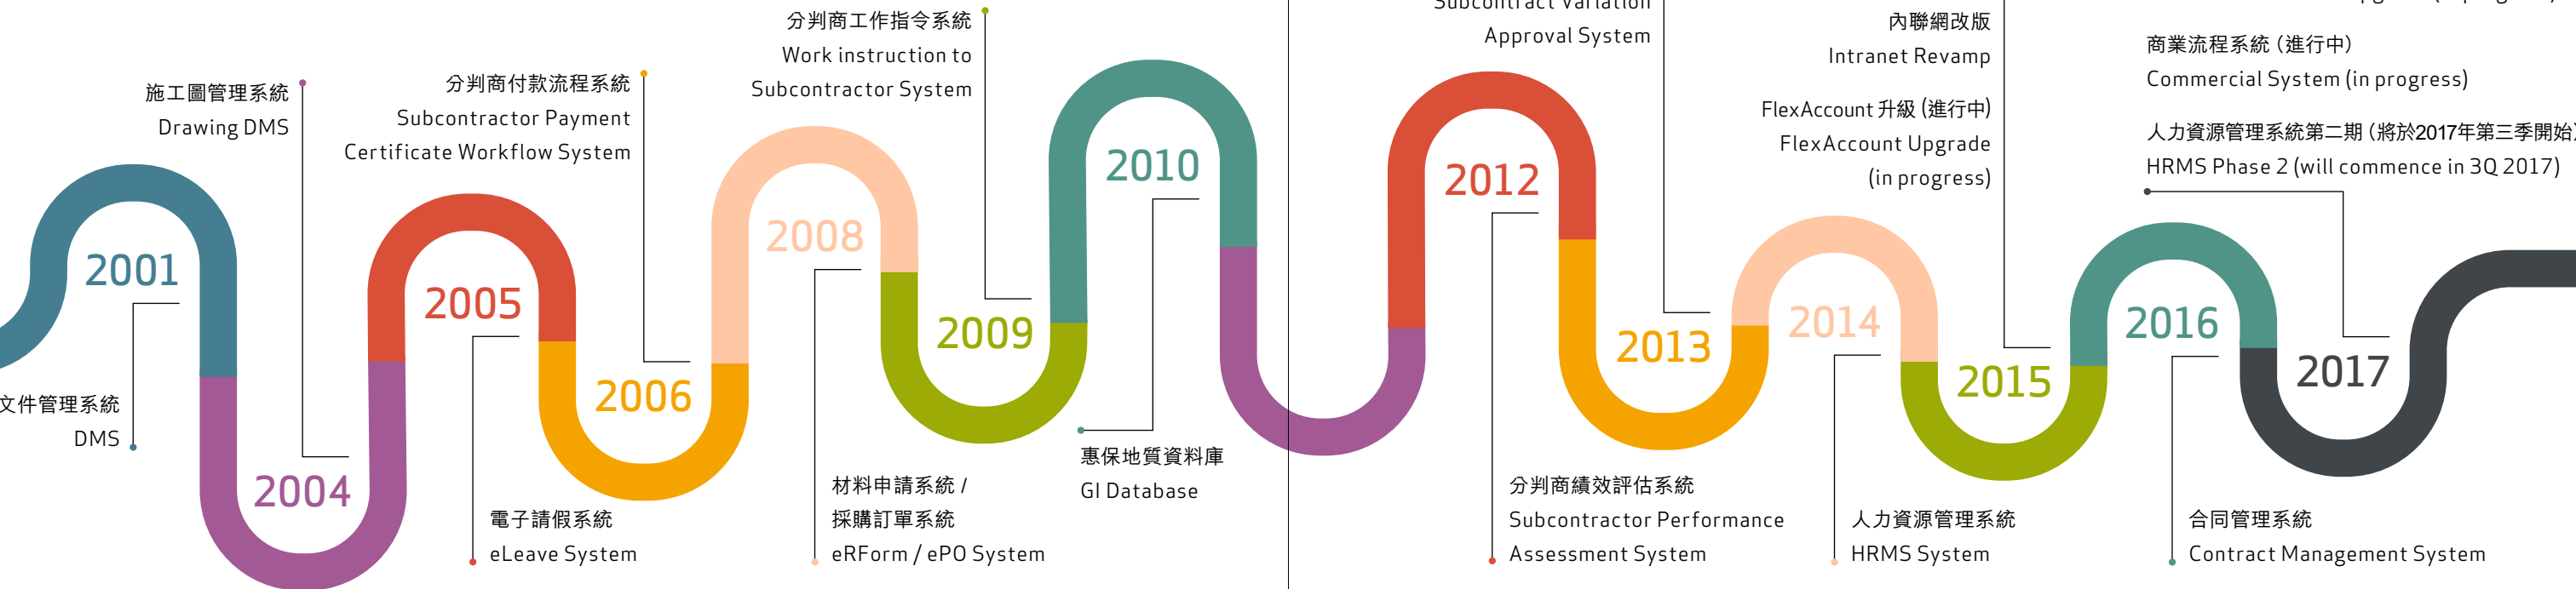 2001
文件管理系統
DMS
施工圖管理系統
Drawing DMS
2004
2005
電子請假系統
eLeave System
分判商付款流程系統
Subcontractor Payment
Certificate Workflow System
2006
2008
材料申請系統 /
採購訂單系統
eRForm / ePO System
分判商工作指令系統
Work instruction to
Subcontractor System
2009
2010
惠保地質資料庫
GI Database
2012
分判商績效評估系統
Subcontractor Performance
Assessment System
Subcontract Variation
Approval System
2013
2014
人力資源管理系統
HRMS System
內聯網改版
Intranet Revamp
FlexAccount 升級 (進行中)
FlexAccount Upgrade
(in progress)
2015
2016
合同管理系統
Contract Management System
商業流程系統 (進行中)
Commercial System (in progress)
人力資源管理系統第二期 (將於2017年第三季開始)
HRMS Phase 2 (will commence in 3Q 2017)
2017